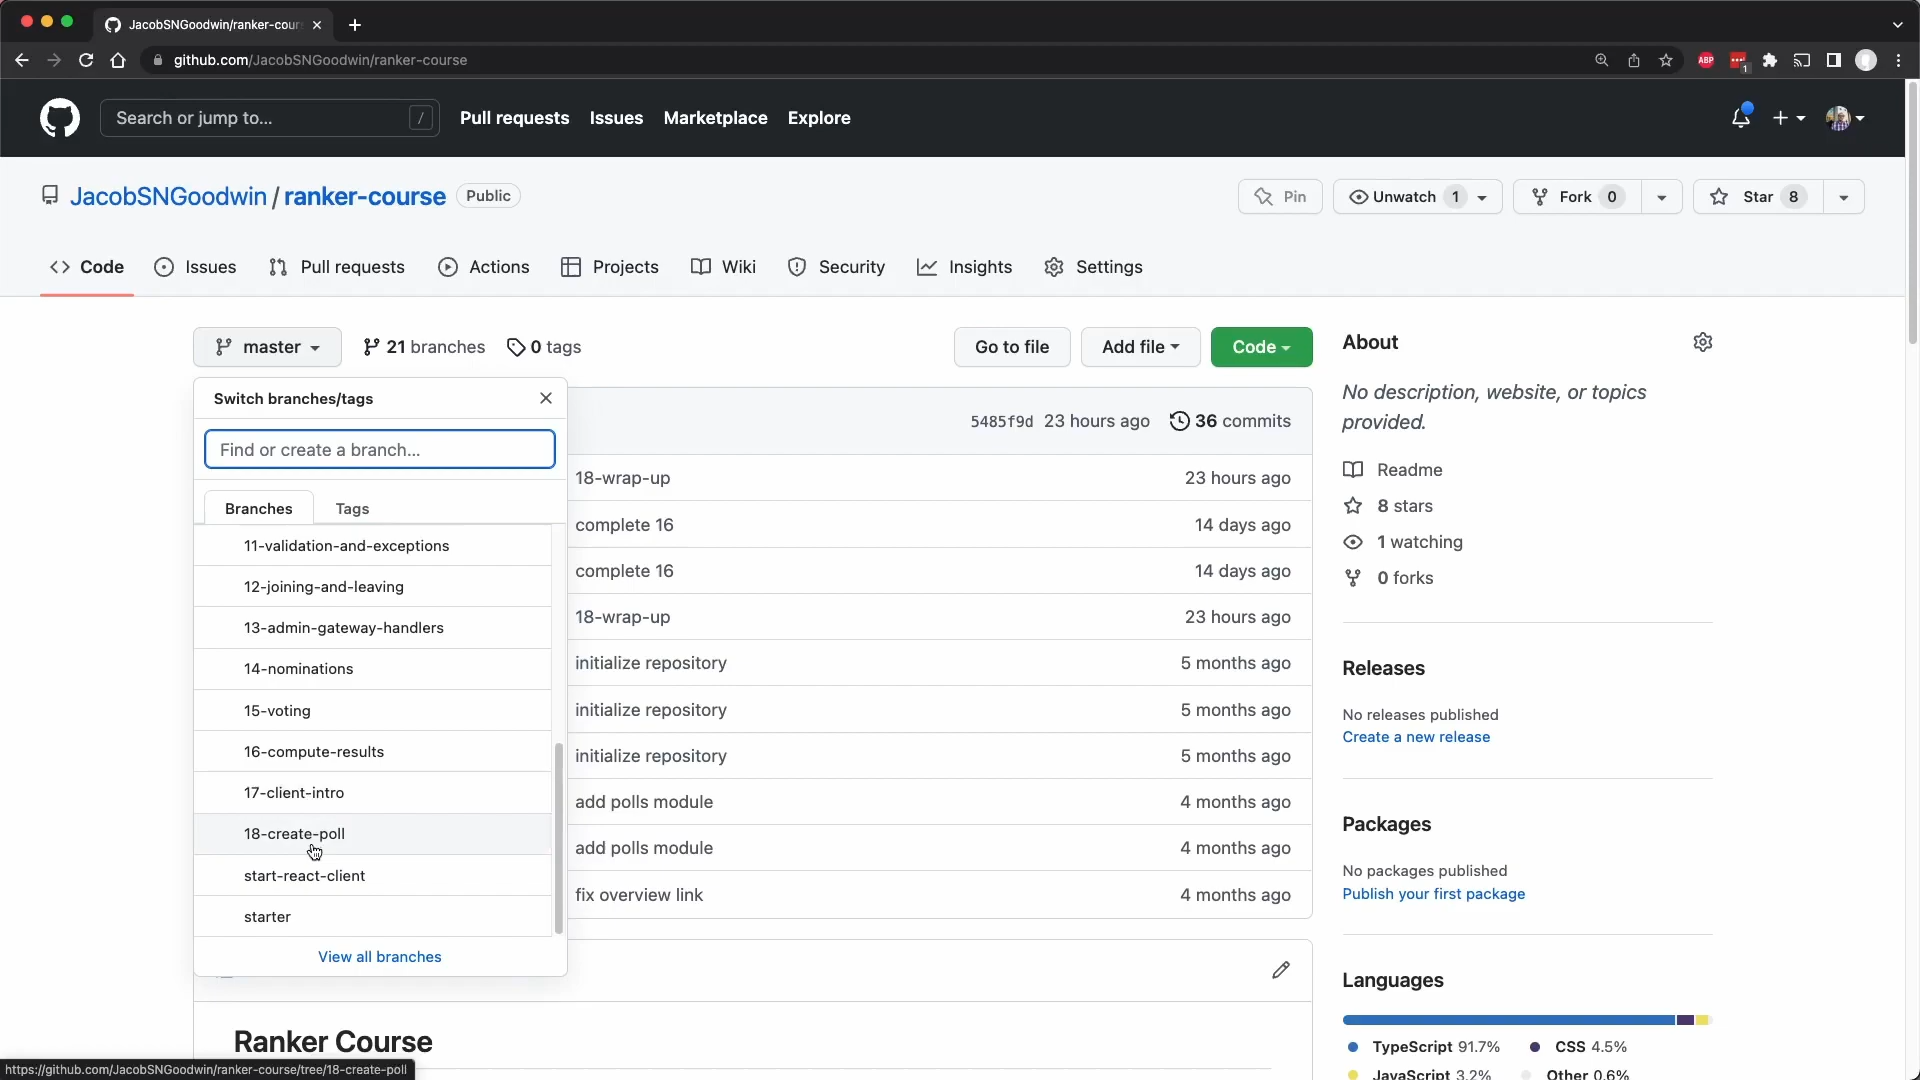 JacobSNGoodwin/ranker-cour
github.com/JacobSNGoodwin/ranker-course
ABP
1
Search or jump to...
/
Pull requests
Issues
Marketplace
Explore
JacobSNGoodwin / ranker-course
Public
Pin
Unwatch 1
Fork 0
Star 8
Code
Issues
Pull requests
Actions
Projects
Wiki
Security
Insights
Settings
master
21 branches
0 tags
Go to file
Add file
Code
Switch branches/tags
Find or create a branch...
Branches
Tags
11-validation-and-exceptions
12-joining-and-leaving
13-admin-gateway-handlers
14-nominations
15-voting
16-compute-results
17-client-intro
18-create-poll
start-react-client
starter
View all branches
5485f9d 23 hours ago
36 commits
18-wrap-up 23 hours ago
complete 16 14 days ago
complete 16 14 days ago
18-wrap-up 23 hours ago
initialize repository 5 months ago
initialize repository 5 months ago
initialize repository 5 months ago
add polls module 4 months ago
add polls module 4 months ago
fix overview link 4 months ago
Ranker Course
About
No description, website, or topics
provided.
Readme
8 stars
1 watching
0 forks
Releases
No releases published
Create a new release
Packages
No packages published
Publish your first package
Languages
TypeScript 91.7%
CSS 4.5%
JavaScript 3.2%
Other 0.6%
https://github.com/JacobSNGoodwin/ranker-course/tree/18-create-poll